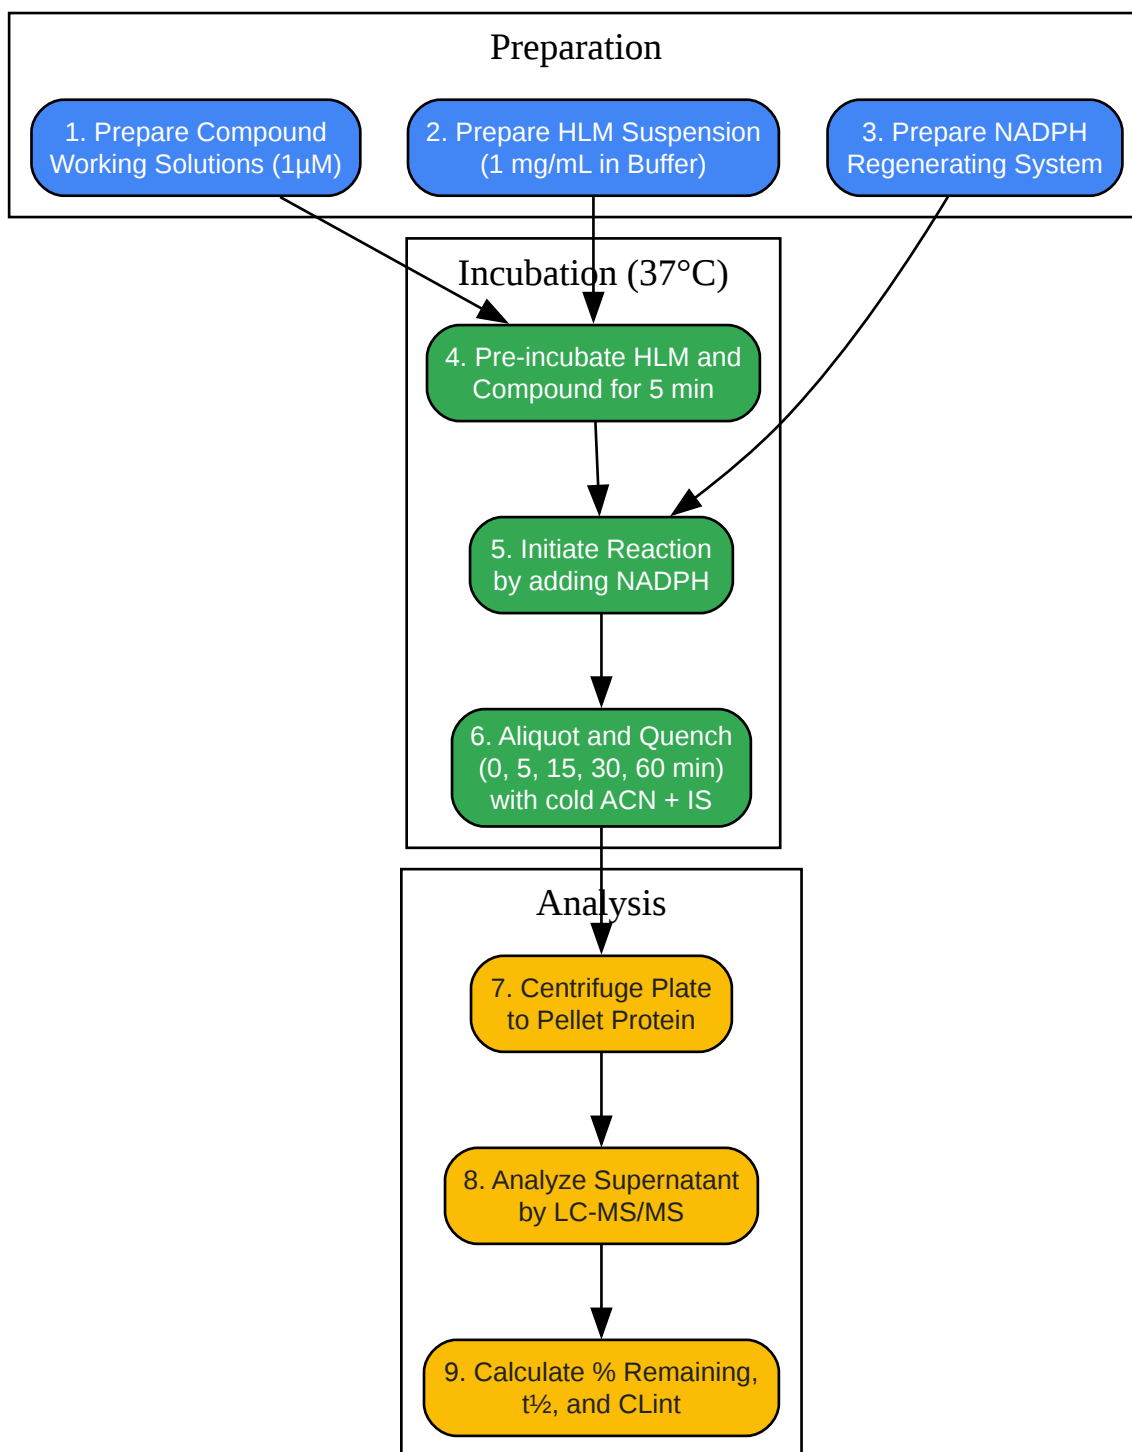 Preparation
1. Prepare Compound
Working Solutions (1µM)
2. Prepare HLM Suspension
(1 mg/mL in Buffer)
3. Prepare NADPH
Regenerating System
Incubation (37°C)
4. Pre-incubate HLM and
Compound for 5 min
5. Initiate Reaction
by adding NADPH
6. Aliquot and Quench
(0, 5, 15, 30, 60 min)
with cold ACN + IS
Analysis
7. Centrifuge Plate
to Pellet Protein
8. Analyze Supernatant
by LC-MS/MS
9. Calculate % Remaining,
t½, and CLint